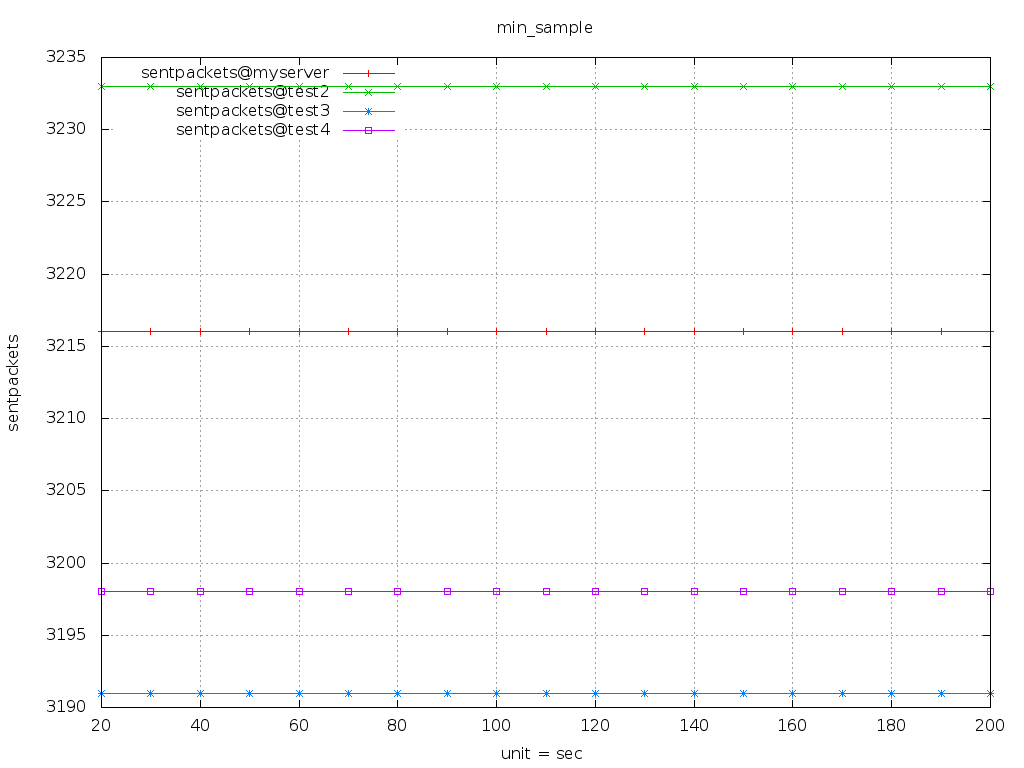 min_sample
3235
sentpackets@myserver
sentpackets@test2
sentpackets@test3
sentpackets@test4
3230
3225
3220
3215
3210
3205
3200
3195
3190
sentpackets
20 40 60 80 100 120 140 160 180 200
unit = sec